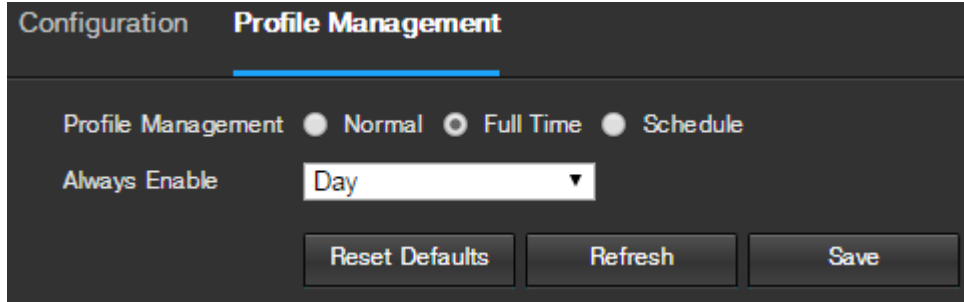 Configuration Profile Management
Profile Management Normal Full Time Schedule
Always Enable Day
Reset Defaults Refresh Save